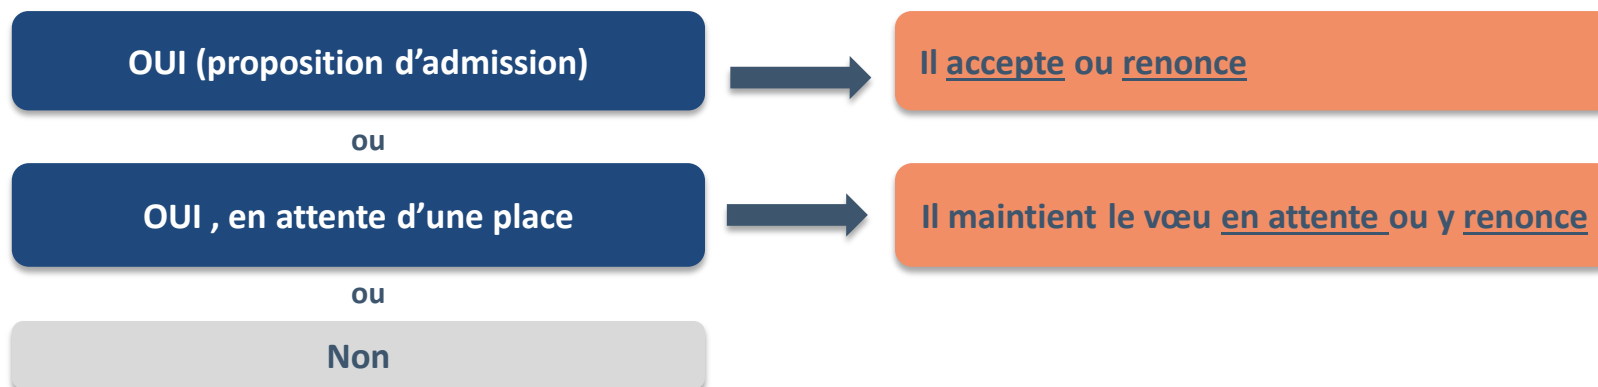 OUI (proposition d’admission)
Il accepte ou renonce
ou
OUI , en attente d’une place
Il maintient le vœu en attente ou y renonce
ou
Non